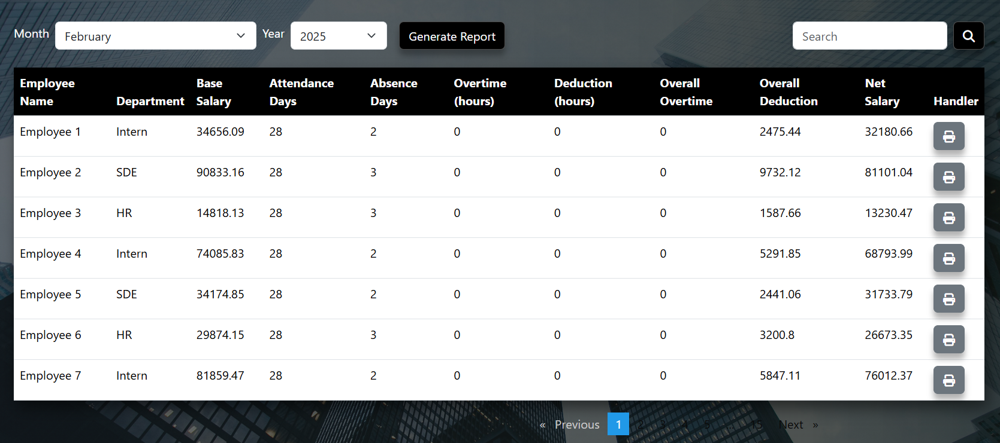 Month February Year 2025 Generate Report Search
Employee Name Department Base Salary Attendance Days Absence Days Overtime (hours) Deduction (hours) Overall Overtime Overall Deduction Net Salary Handler
Employee 1 Intern 34656.09 28 2 0 0 0 2475.44 32180.66
Employee 2 SDE 90833.16 28 3 0 0 0 9732.12 81101.04
Employee 3 HR 14818.13 28 3 0 0 0 1587.66 13230.47
Employee 4 Intern 74085.83 28 2 0 0 0 5291.85 68793.99
Employee 5 SDE 34174.85 28 2 0 0 0 2441.06 31733.79
Employee 6 HR 29874.15 28 3 0 0 0 3200.8 26673.35
Employee 7 Intern 81859.47 28 2 0 0 0 5847.11 76012.37
« Previous 1 2 3 4 5 ... 15 Next »